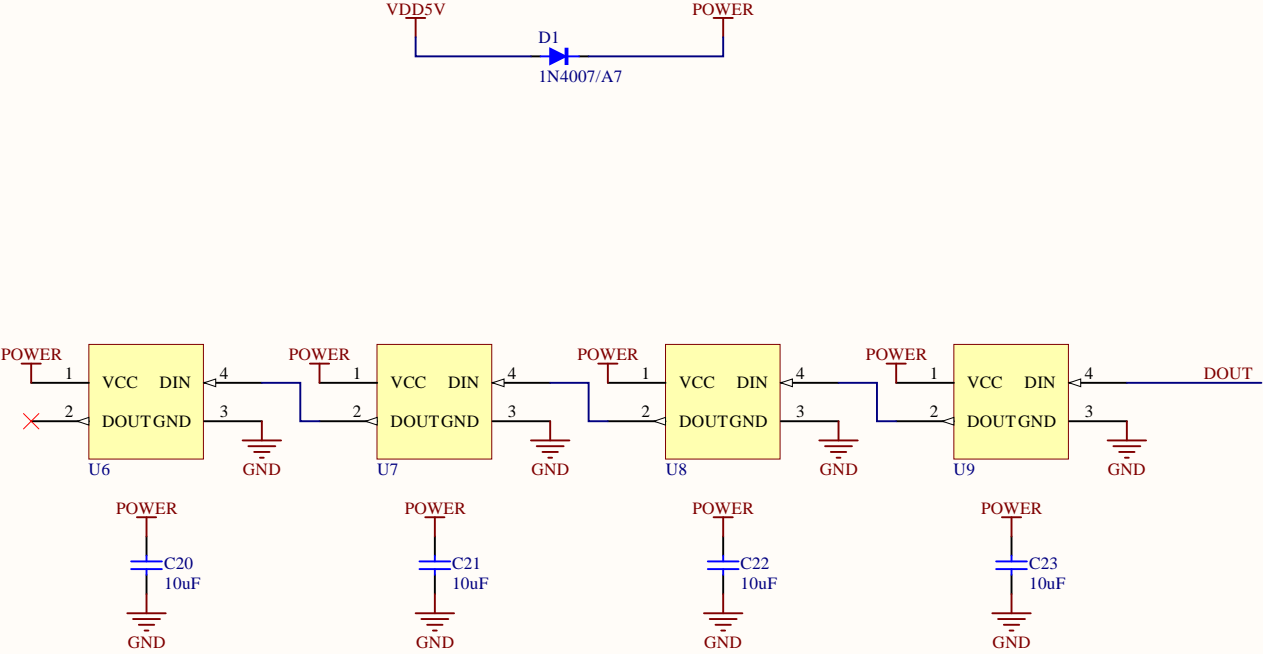 VDD5V
POWER
D1
1N4007/A7
POWER
POWER
POWER
POWER
1 VCC DIN 4
1 VCC DIN 4
1 VCC DIN 4
1 VCC DIN 4
DOUT
2 DOUT GND 3
2 DOUT GND 3
2 DOUT GND 3
2 DOUT GND 3
U6
GND
U7
GND
U8
GND
U9
GND
POWER
POWER
POWER
POWER
C20
10uF
C21
10uF
C22
10uF
C23
10uF
GND
GND
GND
GND